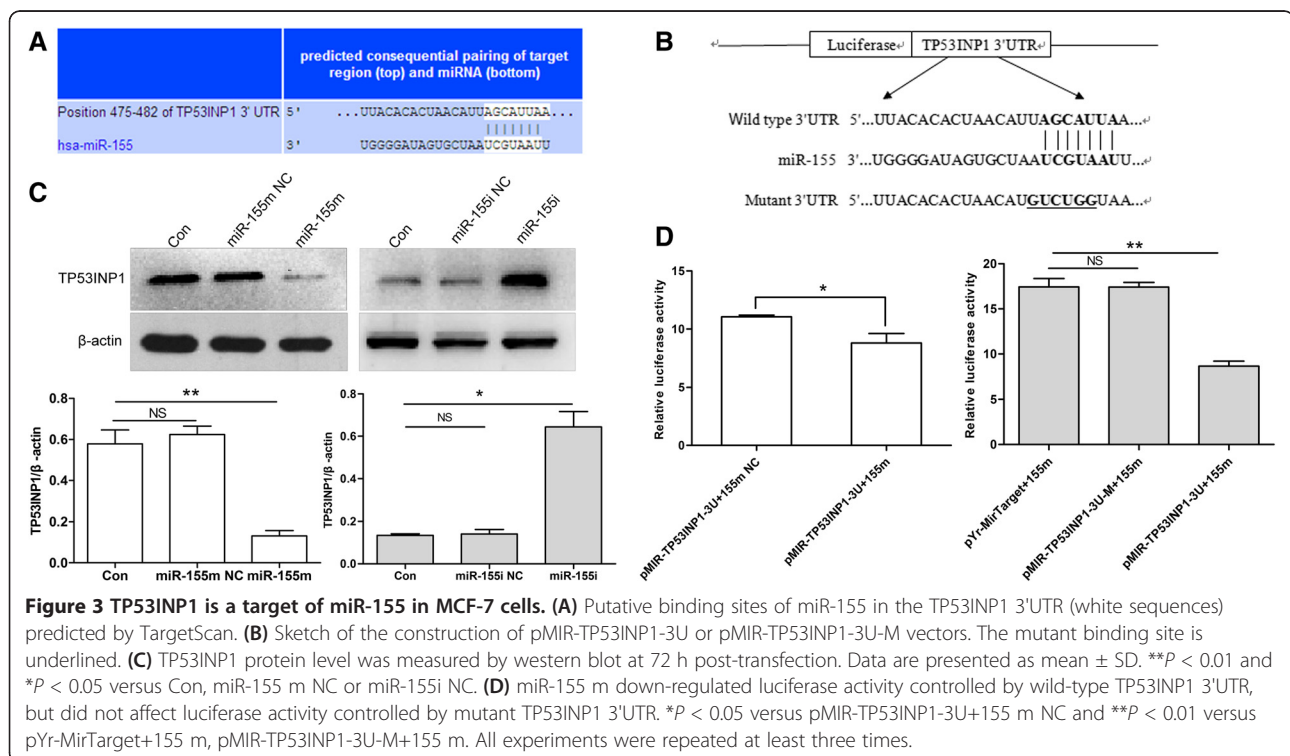 A
predicted consequential pairing of target
region (top) and miRNA (bottom)
Position 475-482 of TP53INP1 3' UTR 5' ...UUACACACUAACAUUAGCAUUAA...
hsa-miR-155 3' UGGGGAUAGUGCUAAUCGUAAUU
B
Luciferase↵ TP53INP1 3'UTR↵
Wild type 3'UTR 5'...UUACACACUAACAUUAGCAUUAA...↵
miR-155 3'...UGGGGAUAGUGCUAAUCGUAAUU...↵
Mutant 3'UTR 5'...UUACACACUAACAUGUCUGGUAA...↵
C
Con miR-155m NC miR-155m
Con miR-155i NC miR-155i
TP53INP1
β-actin
TP53INP1/β -actin
0.8
0.6
0.4
0.2
0.0
**
NS
Con miR-155m NC miR-155m
TP53INP1/β -actin
0.8
0.6
0.4
0.2
0.0
*
NS
Con miR-155i NC miR-155i
D
Relative luciferase activity
15
10
5
0
*
pMIR-TP53INP1-3U+155m NC
pMIR-TP53INP1-3U+155m
Relative luciferase activity
20
15
10
5
0
**
NS
pYr-MirTarget+155m
pMIR-TP53INP1-3U-M+155m
pMIR-TP53INP1-3U+155m
Figure 3 TP53INP1 is a target of miR-155 in MCF-7 cells. (A) Putative binding sites of miR-155 in the TP53INP1 3'UTR (white sequences)
predicted by TargetScan. (B) Sketch of the construction of pMIR-TP53INP1-3U or pMIR-TP53INP1-3U-M vectors. The mutant binding site is
underlined. (C) TP53INP1 protein level was measured by western blot at 72 h post-transfection. Data are presented as mean ± SD. **P < 0.01 and
*P < 0.05 versus Con, miR-155 m NC or miR-155i NC. (D) miR-155 m down-regulated luciferase activity controlled by wild-type TP53INP1 3'UTR,
but did not affect luciferase activity controlled by mutant TP53INP1 3'UTR. *P < 0.05 versus pMIR-TP53INP1-3U+155 m NC and **P < 0.01 versus
pYr-MirTarget+155 m, pMIR-TP53INP1-3U-M+155 m. All experiments were repeated at least three times.